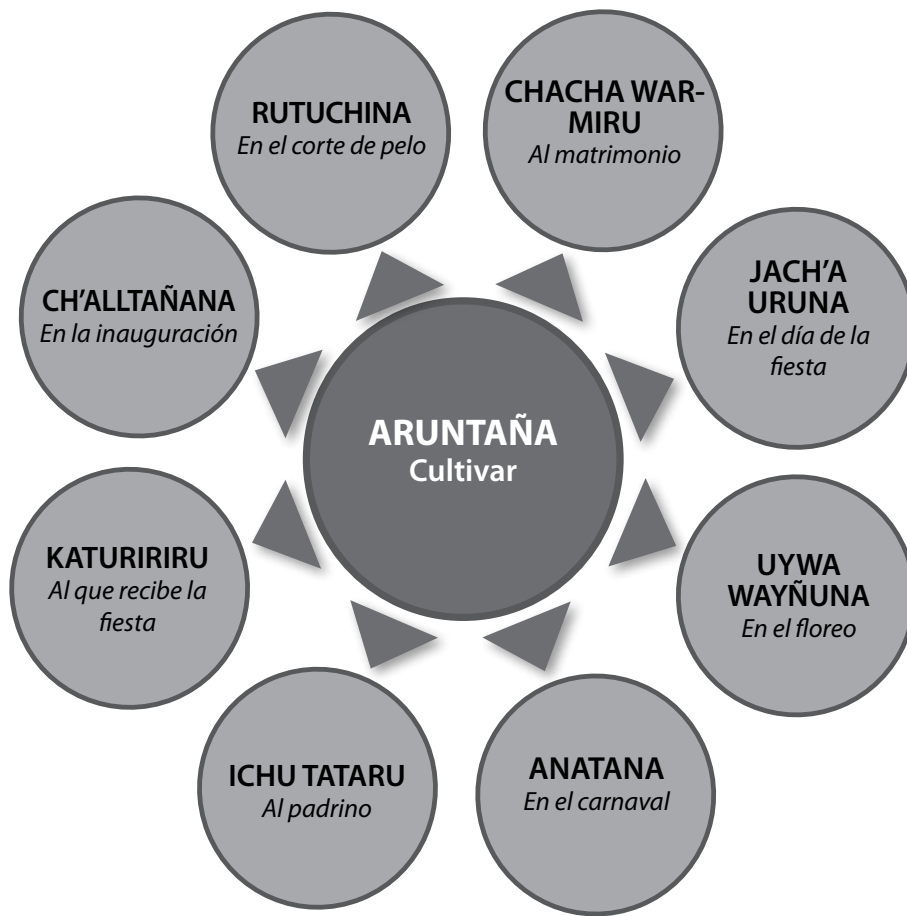 RUTUCHINA
En el corte de pelo
CHACHA WAR-
MIRU
Al matrimonio
JACH'A
URUNA
En el día de la
fiesta
UYWA
WAYÑUNA
En el floreo
ANATANA
En el carnaval
ICHU TATARU
Al padrino
KATURIRIRU
Al que recibe la
fiesta
CH'ALLTAÑANA
En la inauguración
ARUNTAÑA
Cultivar